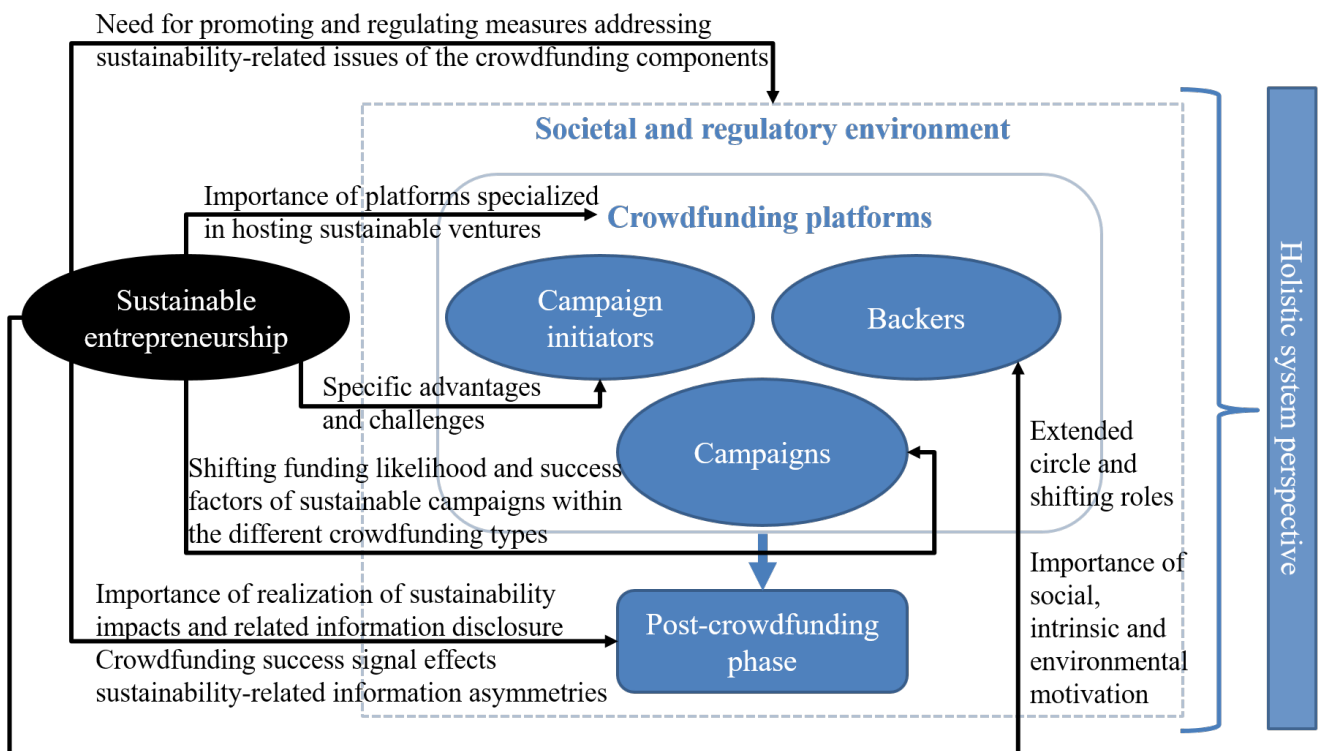 Need for promoting and regulating measures addressing
sustainability-related issues of the crowdfunding components
Societal and regulatory environment
Importance of platforms specialized
in hosting sustainable ventures
Crowdfunding platforms
Sustainable
entrepreneurship
Campaign
initiators
Backers
Specific advantages
and challenges
Campaigns
Shifting funding likelihood and success
factors of sustainable campaigns within
the different crowdfunding types
Extended
circle and
shifting roles
Importance of
social,
intrinsic and
environmental
motivation
Importance of realization of sustainability
impacts and related information disclosure
Crowdfunding success signal effects
sustainability-related information asymmetries
Post-crowdfunding
phase
Holistic system perspective